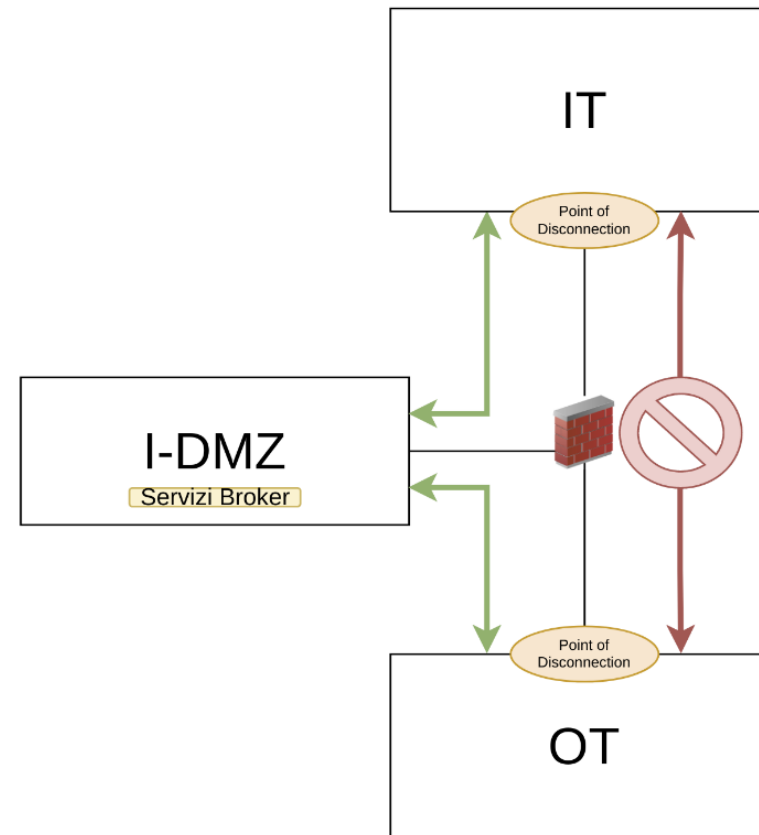 IT
Point of
Disconnection
I-DMZ
Servizi Broker
Point of
Disconnection
OT